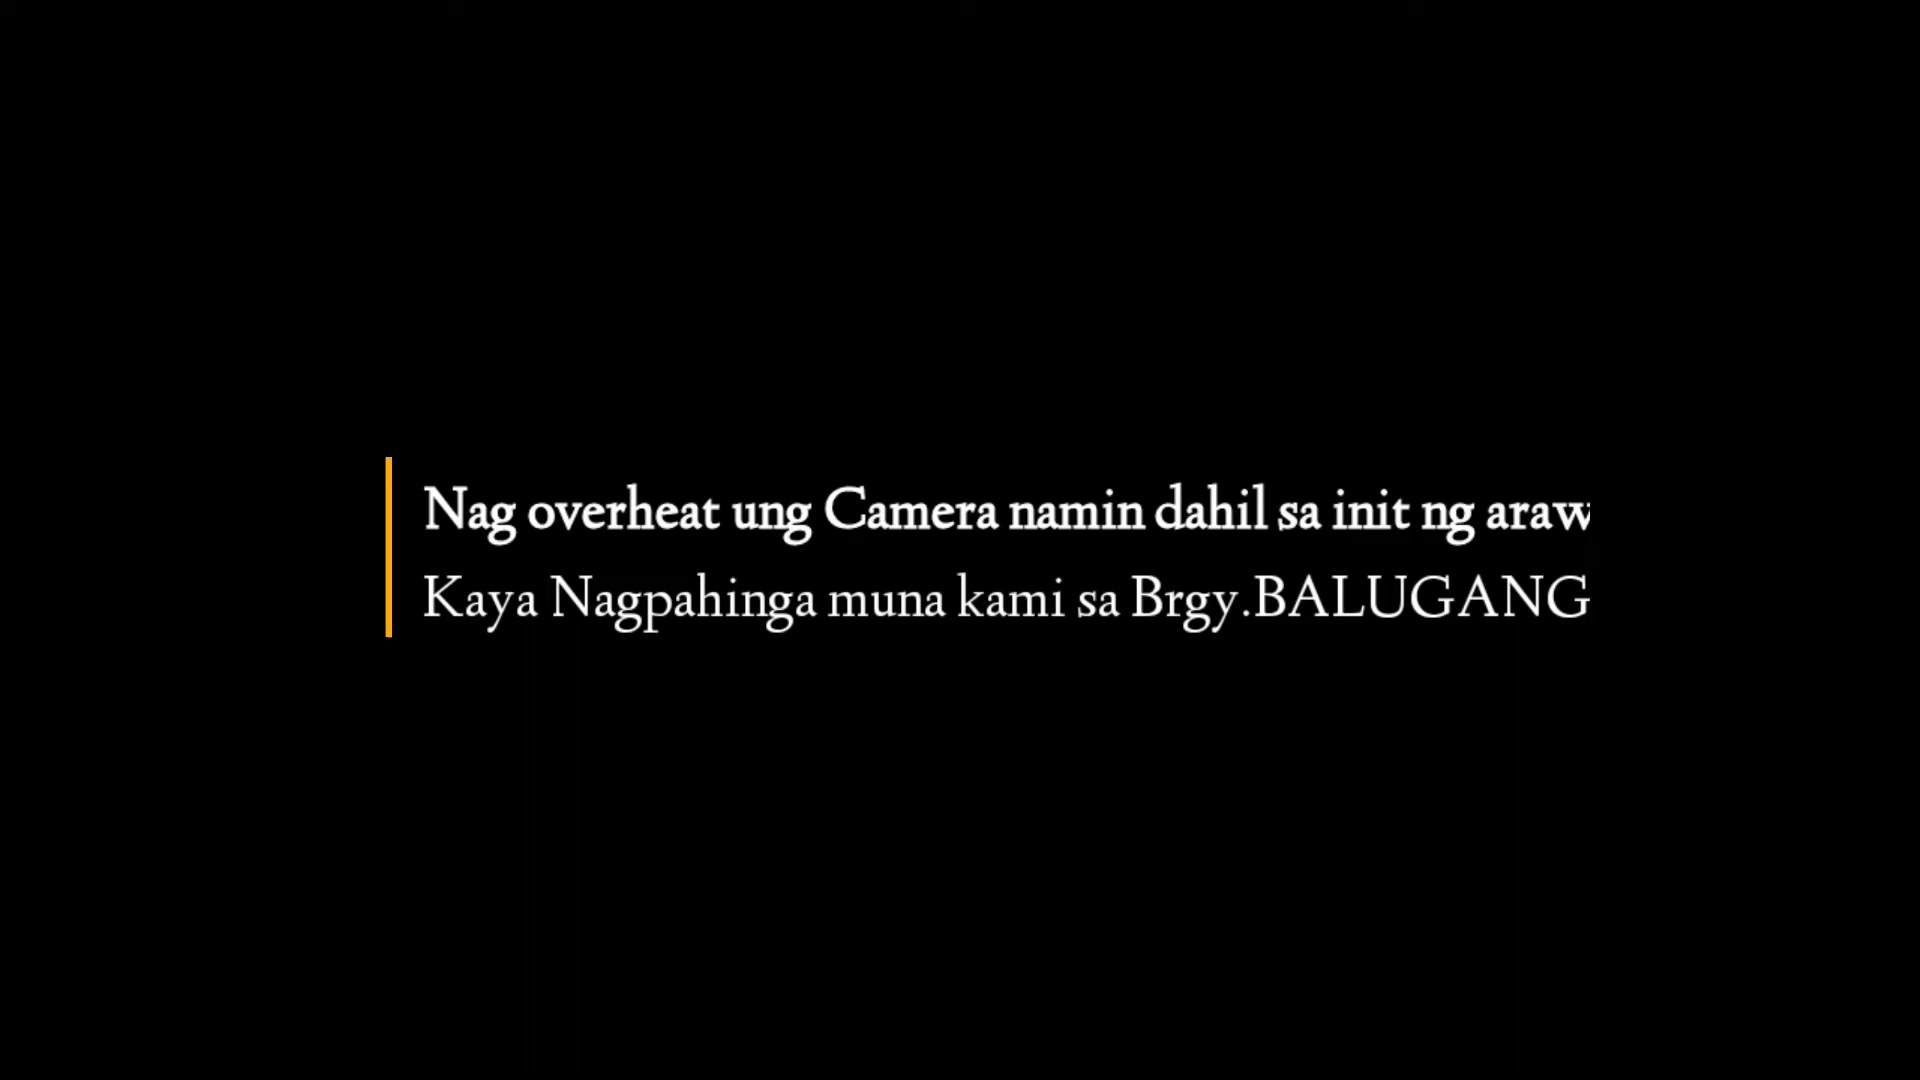 Nag overheat ung Camera namin dahil sa init ng araw
Kaya Nagpahinga muna kami sa Brgy.BALUGANG